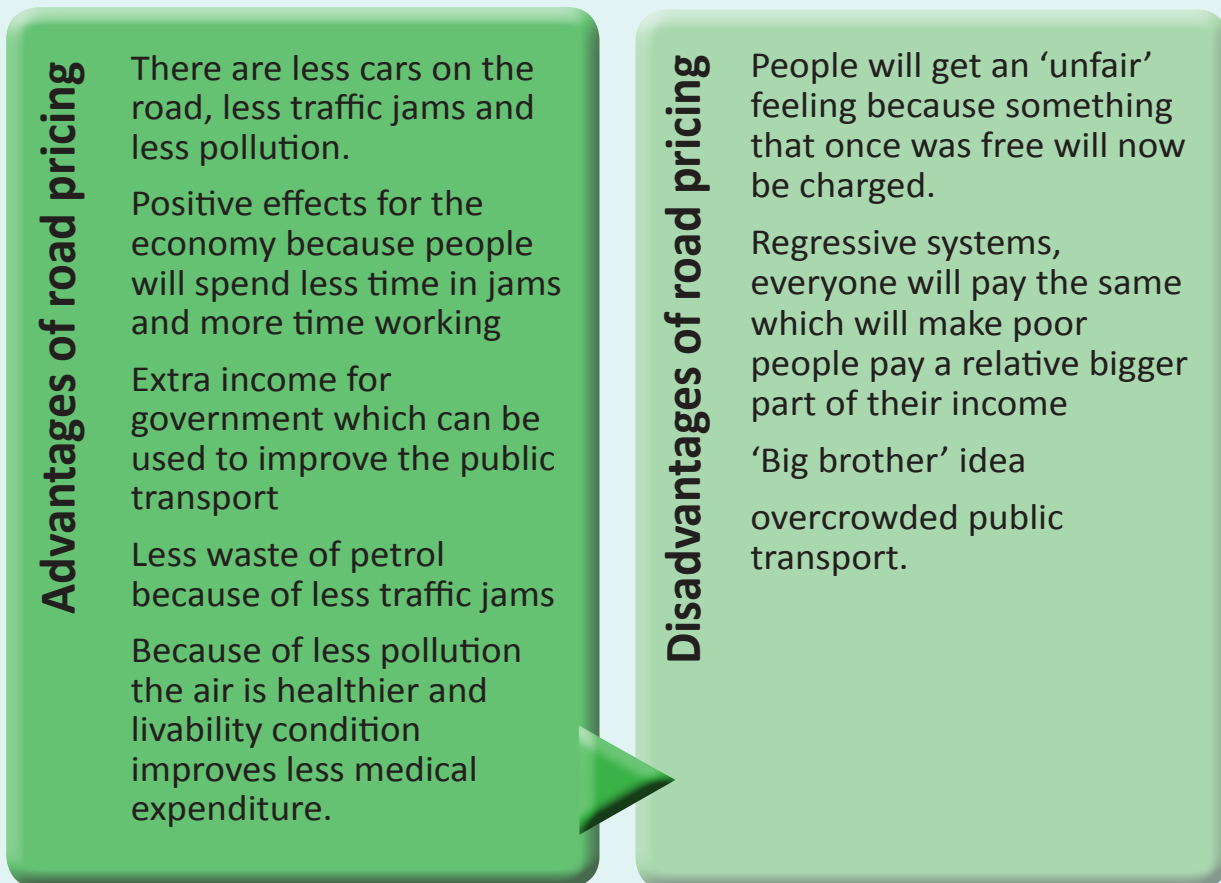 Advantages of road pricing
There are less cars on the
road, less traffic jams and
less pollution.
Positive effects for the
economy because people
will spend less time in jams
and more time working
Extra income for
government which can be
used to improve the public
transport
Less waste of petrol
because of less traffic jams
Because of less pollution
the air is healthier and
livability condition
improves less medical
expenditure.
Disadvantages of road pricing
People will get an ‘unfair’
feeling because something
that once was free will now
be charged.
Regressive systems,
everyone will pay the same
which will make poor
people pay a relative bigger
part of their income
‘Big brother’ idea
overcrowded public
transport.